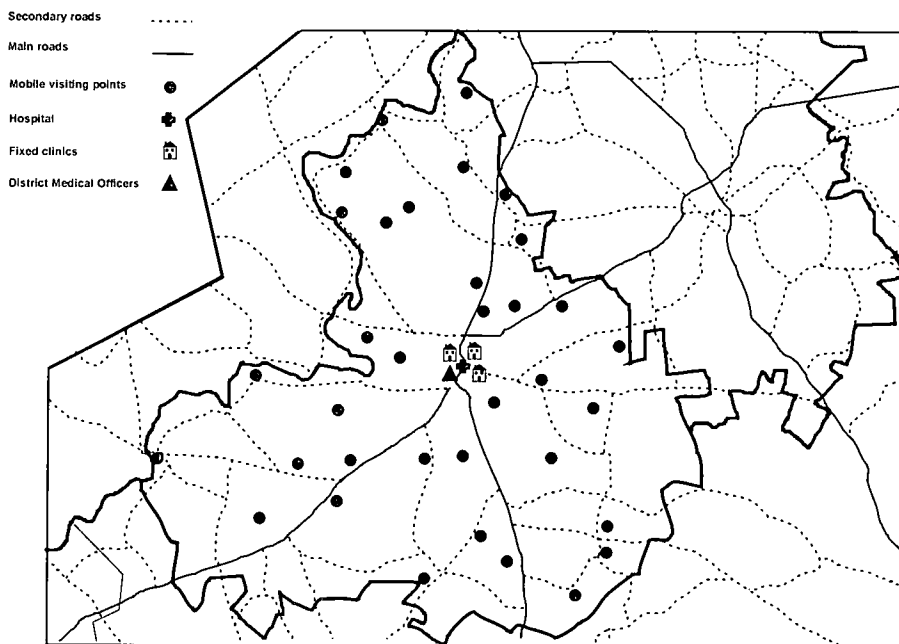 Secondary roads
Main roads
Mobile visiting points
Hospital
Fixed clinics
District Medical Officers